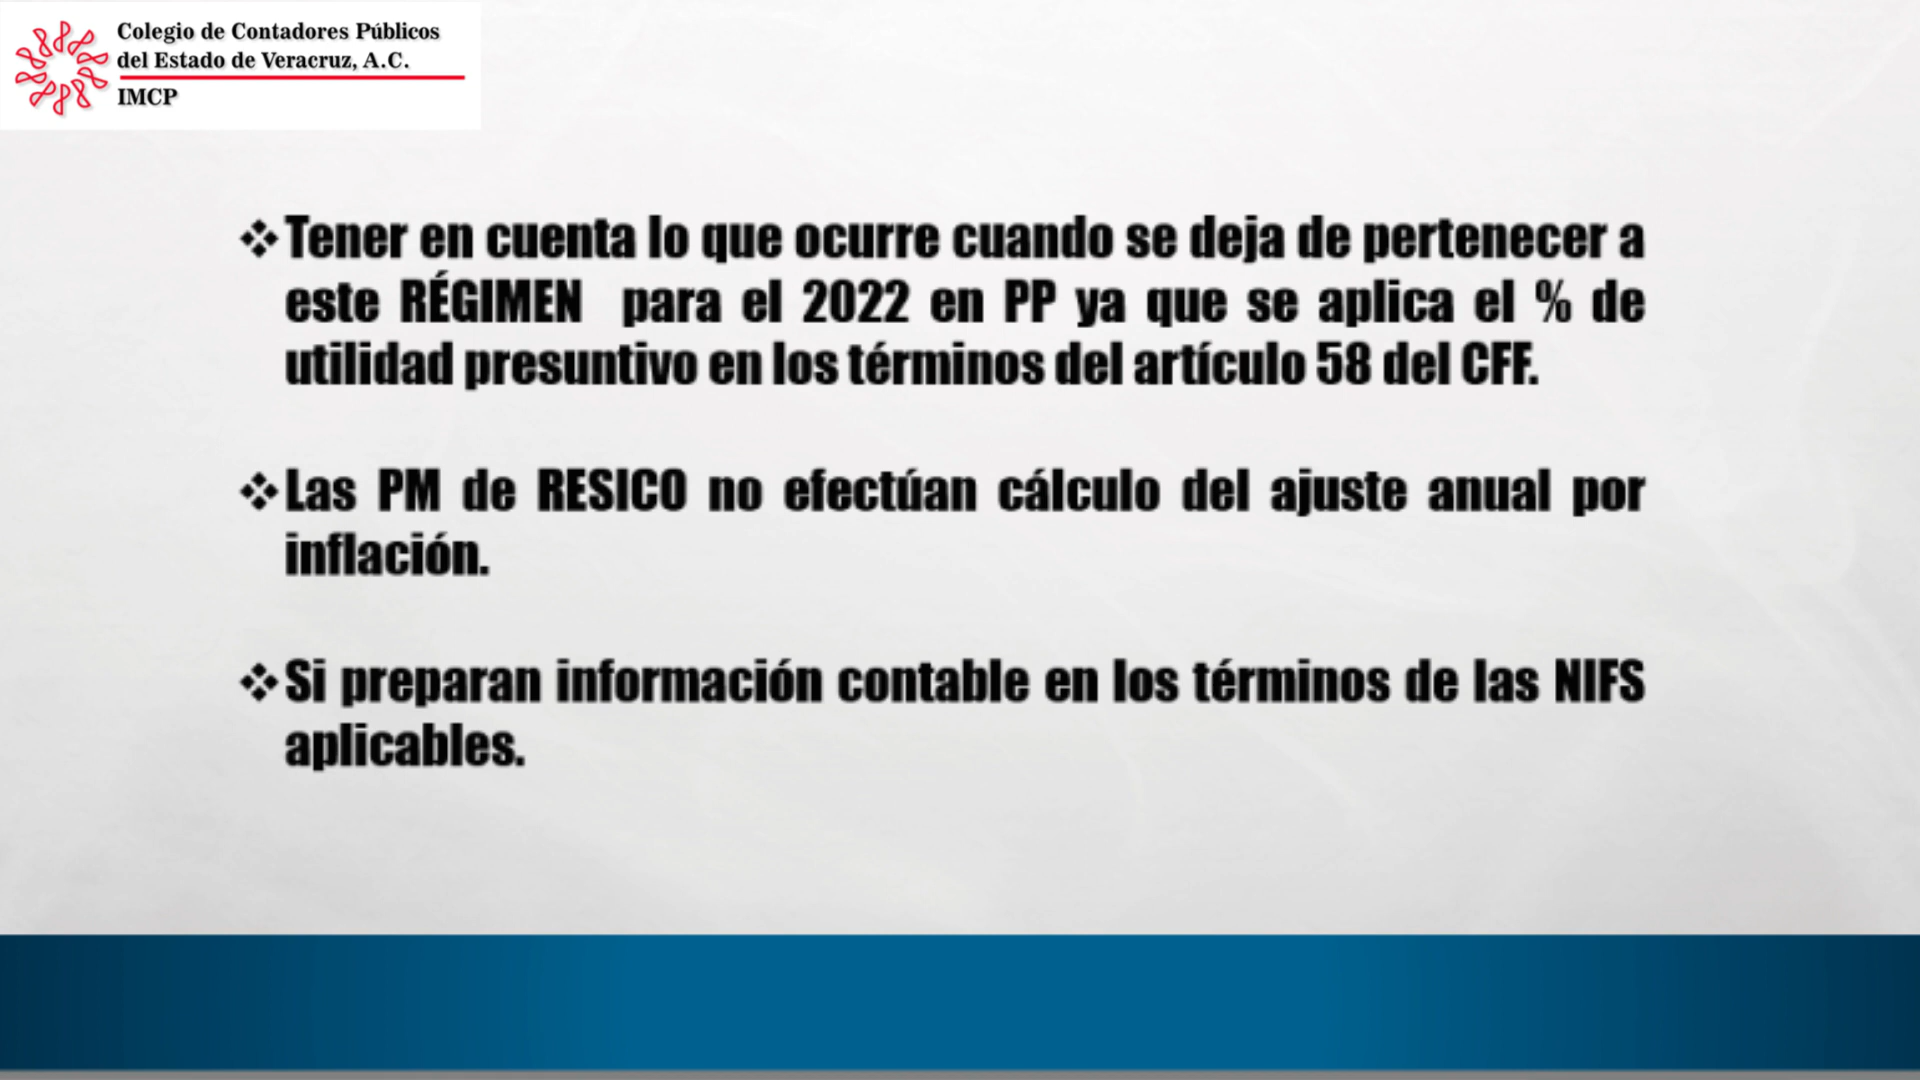 Colegio de Contadores Públicos
del Estado de Veracruz, A.C.
IMCP
❖Tener en cuenta lo que ocurre cuando se deja de pertenecer a
este RÉGIMEN para el 2022 en PP ya que se aplica el % de
utilidad presuntivo en los términos del artículo 58 del CFF.
❖Las PM de RESICO no efectúan cálculo del ajuste anual por
inflación.
❖Si preparan información contable en los términos de las NIFS
aplicables.